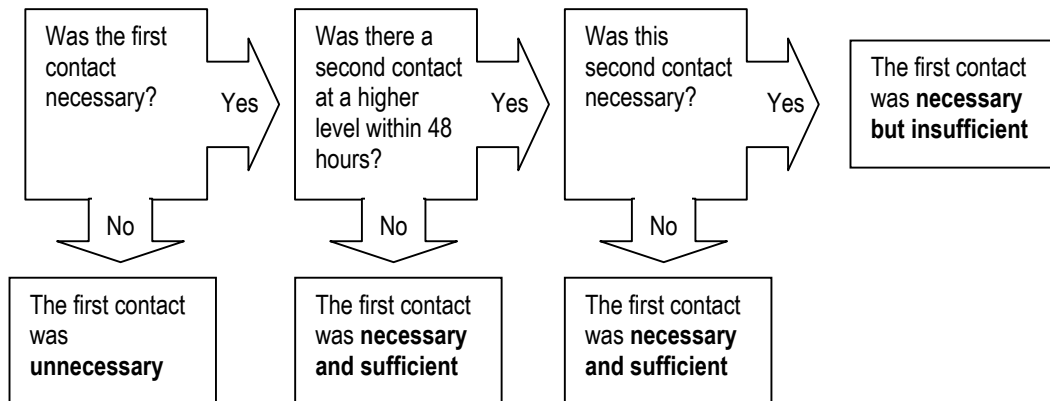 Was the first
contact
necessary?
Yes
No
Was there a
second contact
at a higher
level within 48
hours?
Yes
No
Was this
second contact
necessary?
Yes
No
The first contact
was necessary
but insufficient
The first contact
was
unnecessary
The first contact
was necessary
and sufficient
The first contact
was necessary
and sufficient